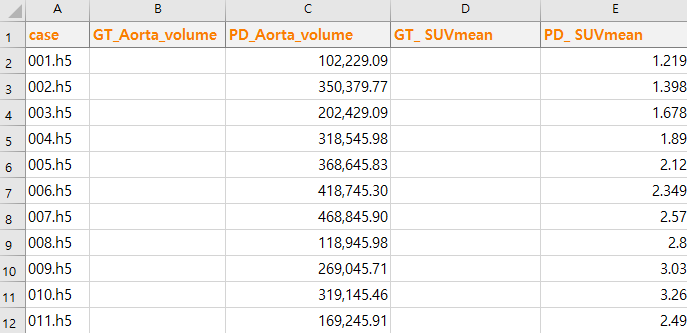 A B C D E
1 case GT_Aorta_volume PD_Aorta_volume GT_ SUVmean PD_ SUVmean
2 001.h5 102,229.09 1.219
3 002.h5 350,379.77 1.398
4 003.h5 202,429.09 1.678
5 004.h5 318,545.98 1.89
6 005.h5 368,645.83 2.12
7 006.h5 418,745.30 2.349
8 007.h5 468,845.90 2.57
9 008.h5 118,945.98 2.8
10 009.h5 269,045.71 3.03
11 010.h5 319,145.46 3.26
12 011.h5 169,245.91 2.49